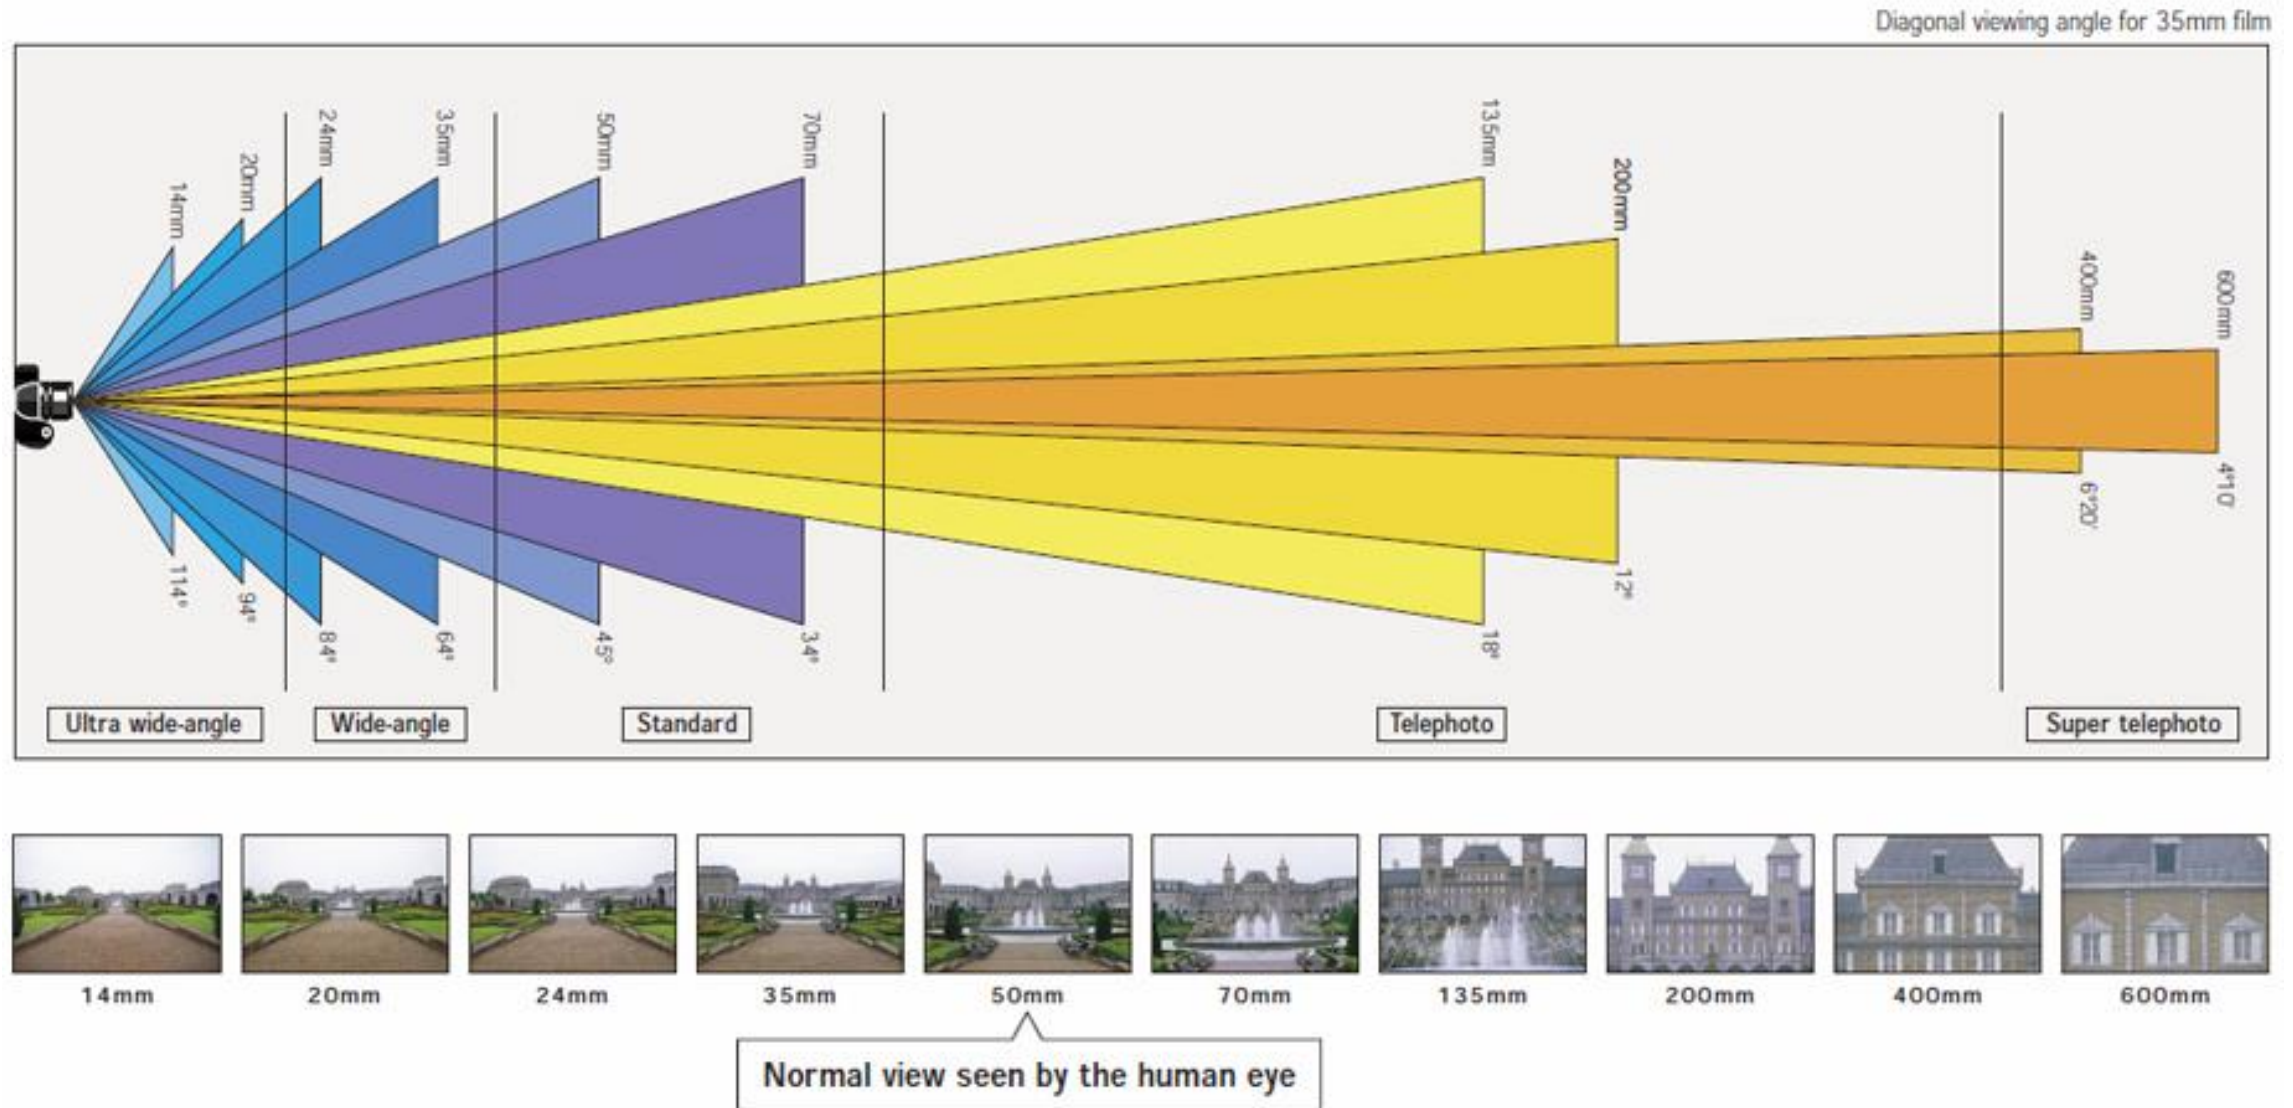 Diagonal viewing angle for 35mm film
14mm
20mm
24mm
35mm
50mm
70mm
135mm
200mm
400mm
600mm
114°
94°
84°
64°
45°
34°
18°
12°
6°20'
4°10'
Ultra wide-angle
Wide-angle
Standard
Telephoto
Super telephoto
14mm
20mm
24mm
35mm
50mm
70mm
135mm
200mm
400mm
600mm
Normal view seen by the human eye